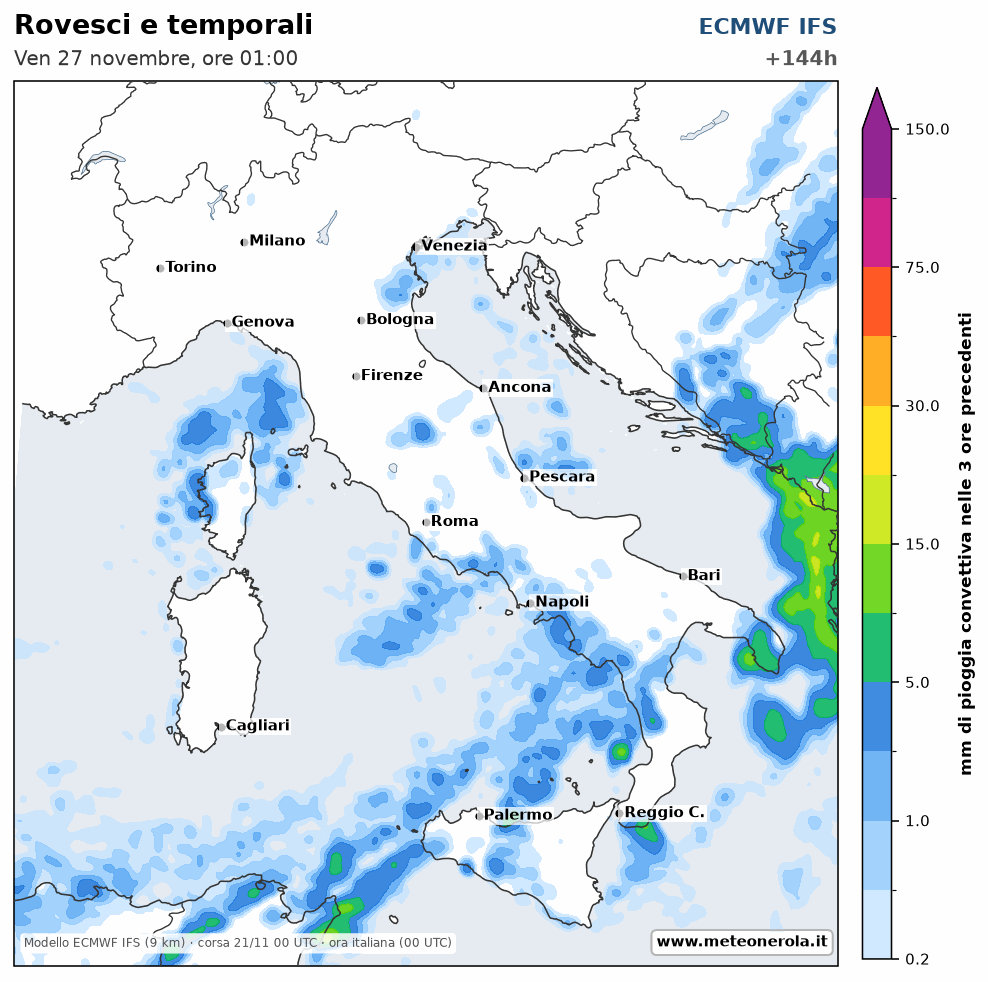 Rovesci e temporali
ECMWF IFS
Ven 27 novembre, ore 01:00
+144h
150.0
75.0
30.0
15.0
5.0
1.0
0.2
mm di pioggia convettiva nelle 3 ore precedenti
Milano
Venezia
Torino
Genova
Bologna
Firenze
Ancona
Pescara
Roma
Bari
Napoli
Cagliari
Palermo
Reggio C.
Modello ECMWF IFS (9 km) · corsa 21/11 00 UTC · ora italiana (00 UTC)
www.meteonerola.it